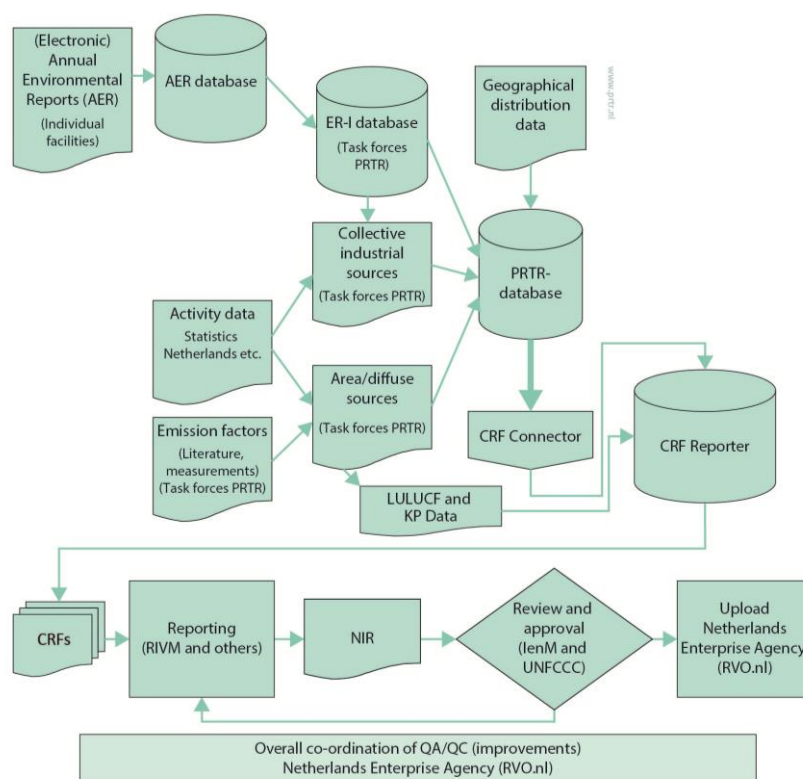 (Electronic)
Annual
Environmental
Reports (AER)
(Individual
facilities)
AER database
ER-I database
(Task forces
PRTR)
Geographical
distribution
data
www.prtr.nl
Collective
industrial
sources
(Task forces PRTR)
PRTR-
database
Activity data
Statistics
Netherlands etc.
Area/diffuse
sources
(Task forces PRTR)
Emission factors
(Literature,
measurements)
(Task forces PRTR)
CRF Connector
CRF Reporter
LULUCF and
KP Data
CRFs
Reporting
(RIVM and others)
NIR
Review and
approval
(IenM and
UNFCCC)
Upload
Netherlands
Enterprise Agency
(RVO.nl)
Overall co-ordination of QA/QC (improvements)
Netherlands Enterprise Agency (RVO.nl)